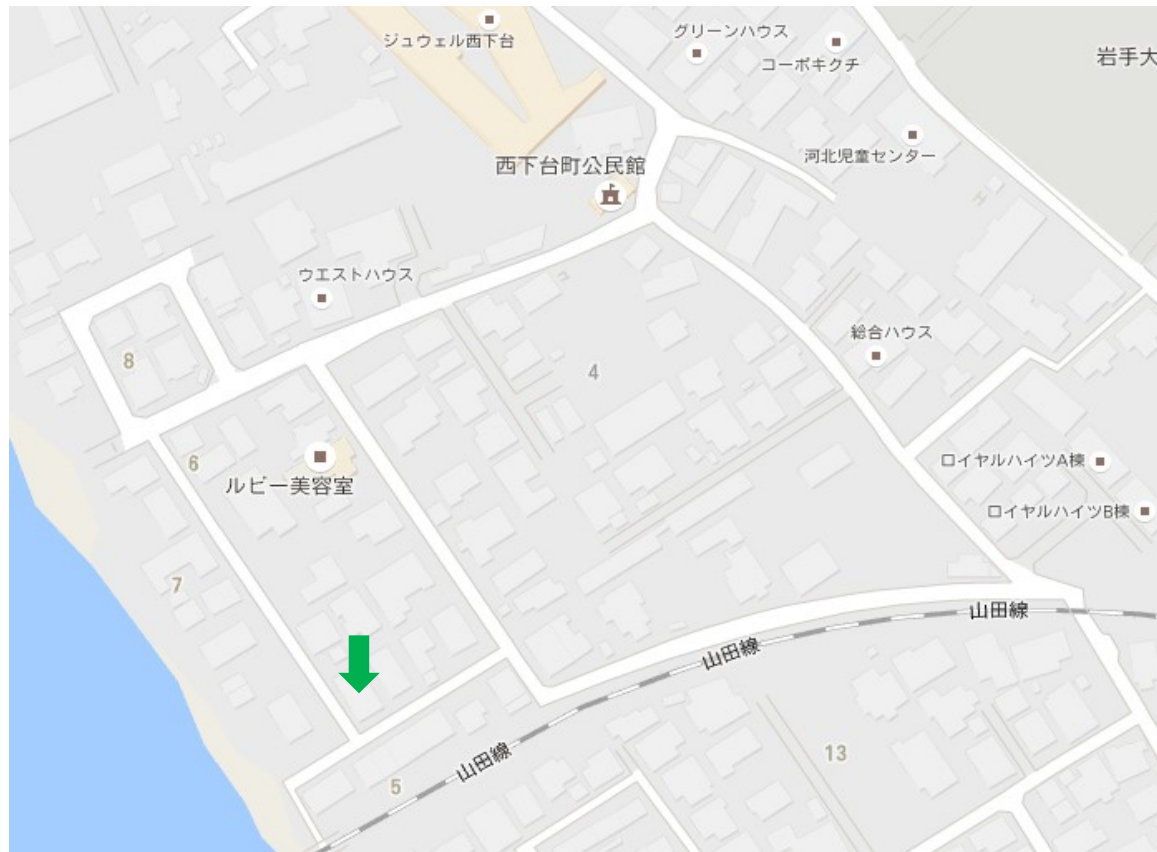 ジュウェル西下台
グリーンハウス
コーポキクチ
岩手大
河北児童センター
西下台町公民館
ウエストハウス
総合ハウス
8
4
6
ルビー美容室
ロイヤルハイツA棟
ロイヤルハイツB棟
7
山田線
山田線
山田線
13
5